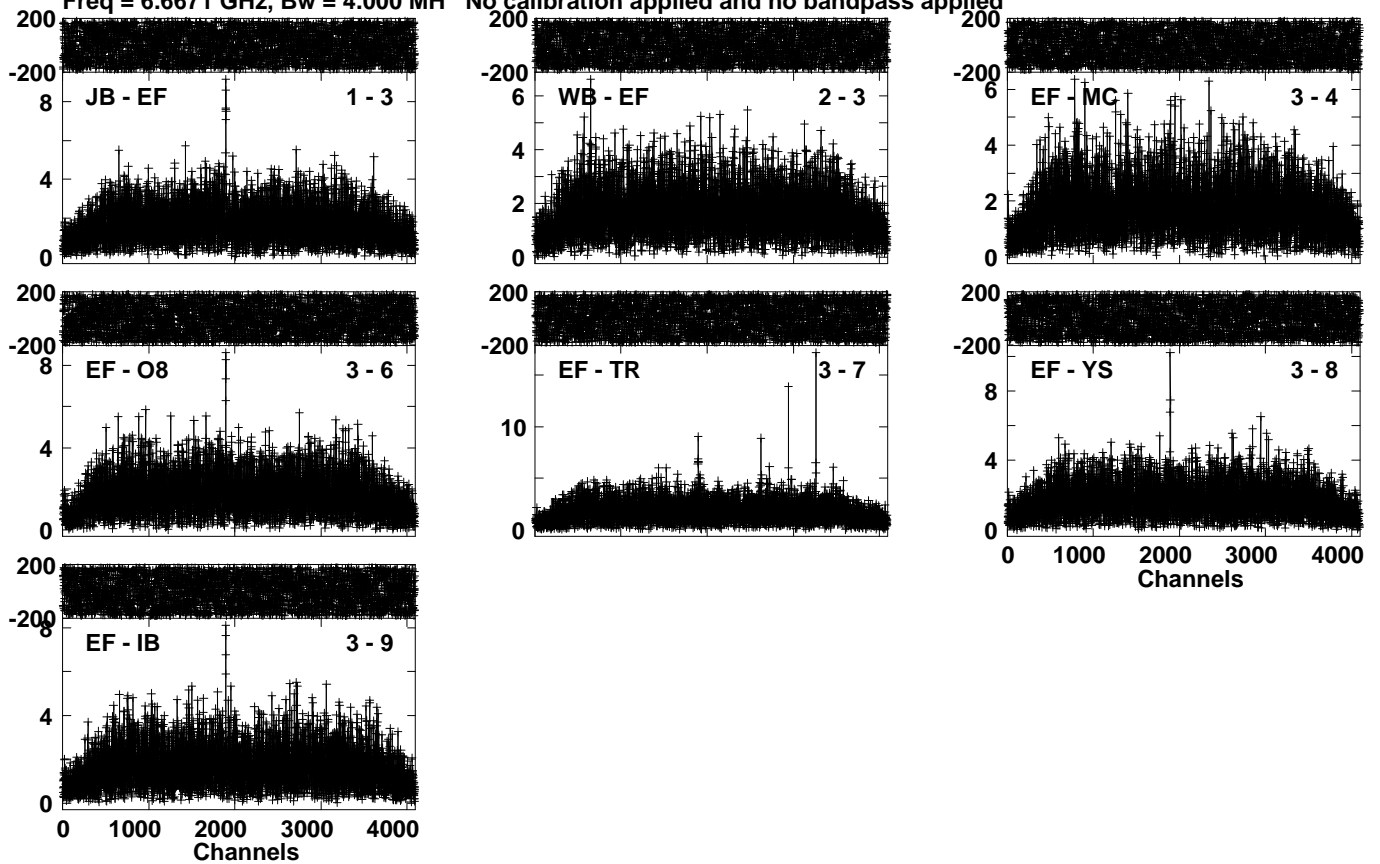 Freq = 6.6671 GHz, Bw = 4.000 MH No calibration applied and no bandpass applied
200 200 200
-200 -200 -200
JB - EF 1 - 3 WB - EF 2 - 3 EF - MC 3 - 4
8 6 6
4 4 4
2 2
0 0 0
200 200 200
-200 -200 -200
EF - O8 3 - 6 EF - TR 3 - 7 EF - YS 3 - 8
8 10 8
4 4
0 0 0
0 1000 2000 3000 4000
Channels
200
-200
8 EF - IB 3 - 9
4
0
0 1000 2000 3000 4000
Channels